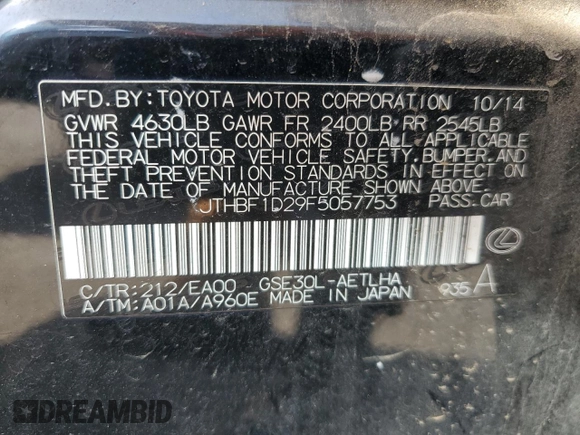 MFD. BY: TOYOTA MOTOR CORPORATION 10/14
GVWR 4630LB GAWR FR 2400LB RR 2545LB
THIS VEHICLE CONFORMS TO ALL APPLICABLE
FEDERAL MOTOR VEHICLE SAFETY, BUMPER, AND
THEFT PREVENTION STANDARDS IN EFFECT
ON THE DATE OF MANUFACTURE SHOWN ABOVE.
JTHBF1D29F5057753 PASS. CAR
C/TR: 212/EA00 GSE30L-AETLHA
A/TM: A01A/A960E MADE IN JAPAN 935 A
DREAMBID